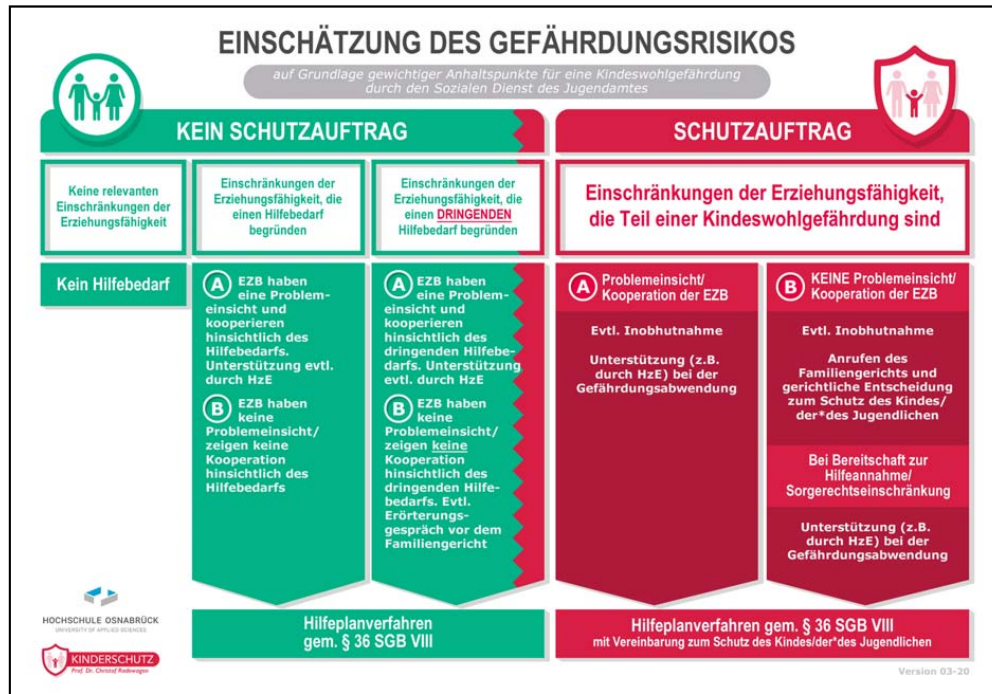 EINSCHÄTZUNG DES GEFÄHRDUNGSRISIKOS
auf Grundlage gewichtiger Anhaltspunkte für eine Kindeswohlgefährdung
durch den Sozialen Dienst des Jugendamtes
KEIN SCHUTZAUFTRAG
SCHUTZAUFTRAG
Keine relevanten
Einschränkungen der
Erziehungsfähigkeit
Einschränkungen der
Erziehungsfähigkeit, die
einen Hilfebedarf
begründen
Einschränkungen der
Erziehungsfähigkeit, die
einen DRINGENDEN
Hilfebedarf begründen
Einschränkungen der Erziehungsfähigkeit,
die Teil einer Kindeswohlgefährdung sind
Kein Hilfebedarf
A EZB haben
eine Problem-
einsicht und
kooperieren
hinsichtlich des
Hilfebedarfs.
Unterstützung evtl.
durch HzE
B EZB haben
keine
Problemeinsicht/
zeigen keine
Kooperation
hinsichtlich des
Hilfebedarfs
A EZB haben
eine Problem-
einsicht und
kooperieren
hinsichtlich des
dringenden Hilfebe-
darfs. Unterstützung
evtl. durch HzE
B EZB haben
keine
Problemeinsicht/
zeigen keine
Kooperation
hinsichtlich des
dringenden Hilfe-
bedarfs. Evtl.
Erörterungs-
gespräch vor dem
Familiengericht
A Problemeinsicht/
Kooperation der EZB
Evtl. Inobhutnahme
Unterstützung (z.B.
durch HzE) bei der
Gefährdungsabwendung
B KEINE Problemeinsicht/
Kooperation der EZB
Evtl. Inobhutnahme
Anrufen des
Familiengerichts und
gerichtliche Entscheidung
zum Schutz des Kindes/
der*des Jugendlichen
Bei Bereitschaft zur
Hilfeannahme/
Sorgerechtseinschränkung
Unterstützung (z.B.
durch HzE) bei der
Gefährdungsabwendung
Hilfeplanverfahren
gem. § 36 SGB VIII
Hilfeplanverfahren gem. § 36 SGB VIII
mit Vereinbarung zum Schutz des Kindes/der*des Jugendlichen
HOCHSCHULE OSNABRÜCK
UNIVERSITY OF APPLIED SCIENCES
KINDERSCHUTZ
Prof. Dr. Christof Radewagen
Version 03-20